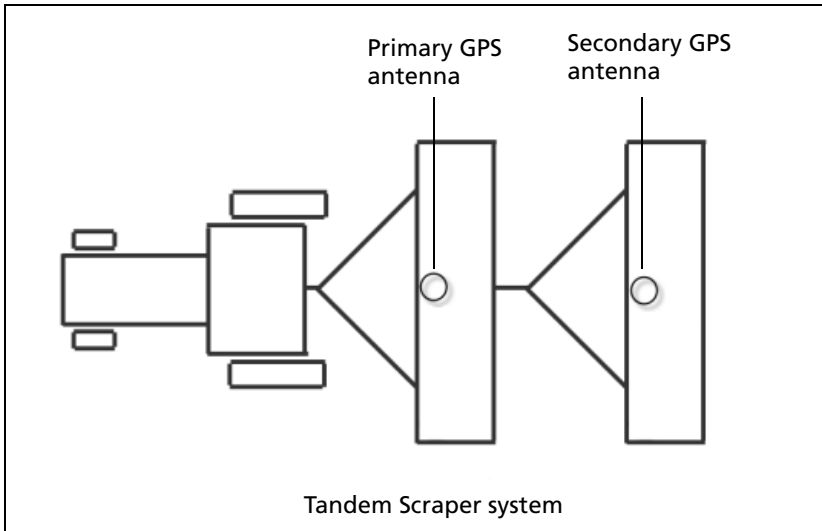 Primary GPS
antenna
Secondary GPS
antenna
Tandem Scraper system